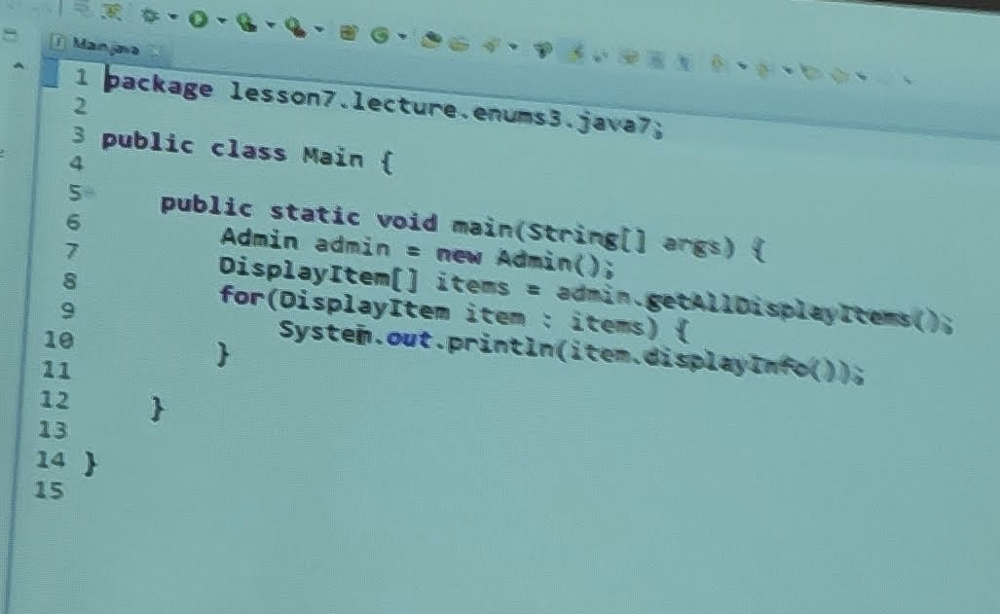 Main.java
1 package lesson7.lecture.enums3.java7;
2
3 public class Main {
4
5 public static void main(String[] args) {
6 Admin admin = new Admin();
7 DisplayItem[] items = admin.getAllDisplayItems();
8 for(DisplayItem item : items) {
9 System.out.println(item.displayInfo());
10 }
11
12 }
13
14 }
15